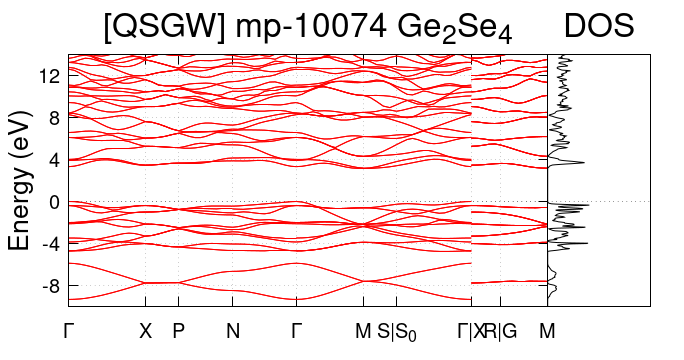 [QSGW] mp-10074 Ge₂Se₄ DOS
Energy (eV)
12
8
4
0
-4
-8
Γ X P N Γ M S|S₀ Γ|X R|G M